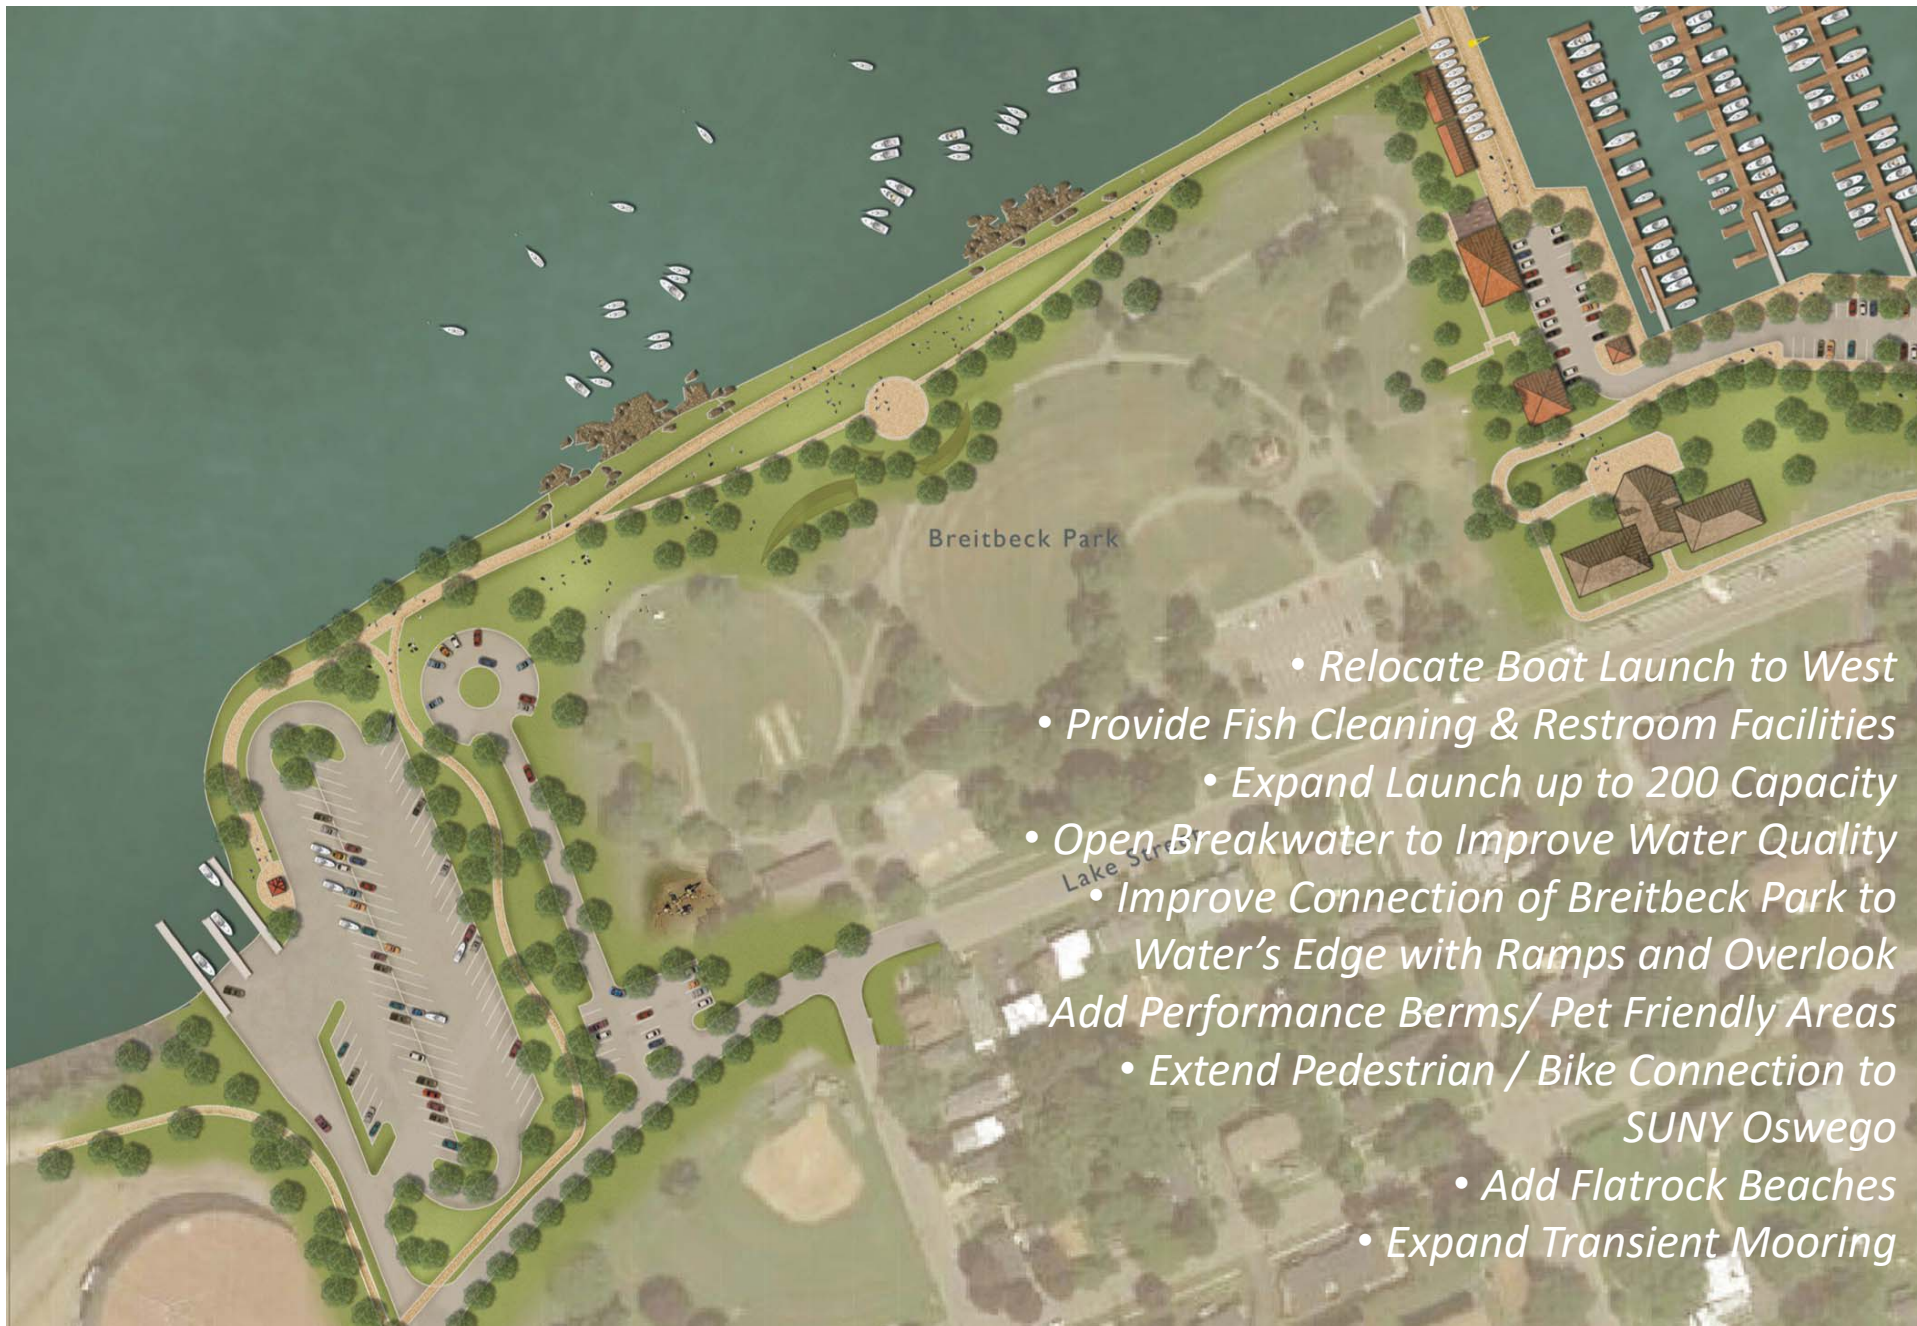 Breitbeck Park
• Relocate Boat Launch to West
• Provide Fish Cleaning & Restroom Facilities
• Expand Launch up to 200 Capacity
• Open Breakwater to Improve Water Quality
Lake Street
• Improve Connection of Breitbeck Park to
Water’s Edge with Ramps and Overlook
Add Performance Berms/ Pet Friendly Areas
• Extend Pedestrian / Bike Connection to
SUNY Oswego
• Add Flatrock Beaches
• Expand Transient Mooring